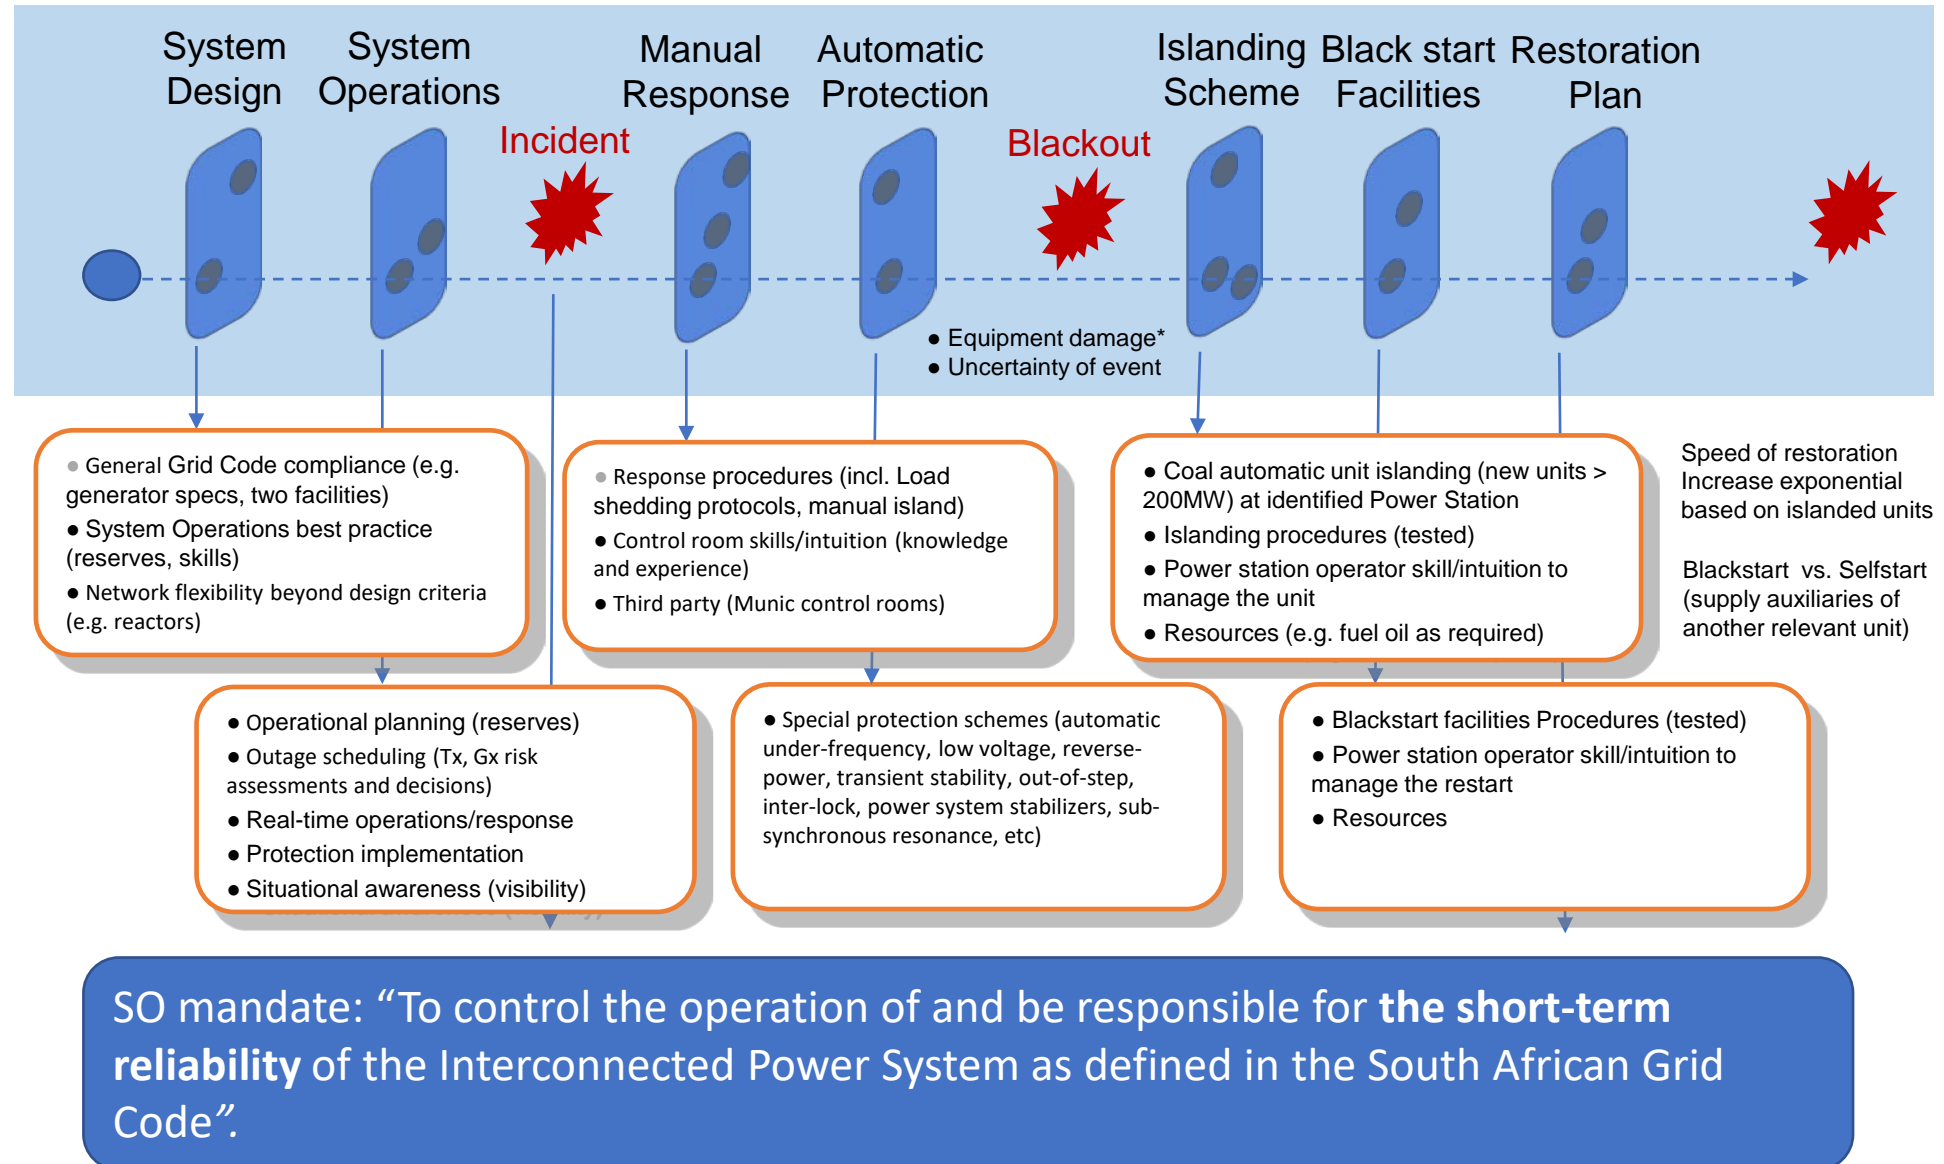 System
Design
System
Operations
Manual
Response
Automatic
Protection
Islanding
Scheme
Black start
Facilities
Restoration
Plan
Incident
Blackout
● Equipment damage*
● Uncertainty of event
● General Grid Code compliance (e.g.
generator specs, two facilities)
● System Operations best practice
(reserves, skills)
● Network flexibility beyond design criteria
(e.g. reactors)
● Response procedures (incl. Load
shedding protocols, manual island)
● Control room skills/intuition (knowledge
and experience)
● Third party (Munic control rooms)
● Coal automatic unit islanding (new units >
200MW) at identified Power Station
● Islanding procedures (tested)
● Power station operator skill/intuition to
manage the unit
● Resources (e.g. fuel oil as required)
Speed of restoration
Increase exponential
based on islanded units
Blackstart vs. Selfstart
(supply auxiliaries of
another relevant unit)
● Operational planning (reserves)
● Outage scheduling (Tx, Gx risk
assessments and decisions)
● Real-time operations/response
● Protection implementation
● Situational awareness (visibility)
● Special protection schemes (automatic
under-frequency, low voltage, reverse-
power, transient stability, out-of-step,
inter-lock, power system stabilizers, sub-
synchronous resonance, etc)
● Blackstart facilities Procedures (tested)
● Power station operator skill/intuition to
manage the restart
● Resources
SO mandate: “To control the operation of and be responsible for the short-term
reliability of the Interconnected Power System as defined in the South African Grid
Code”.